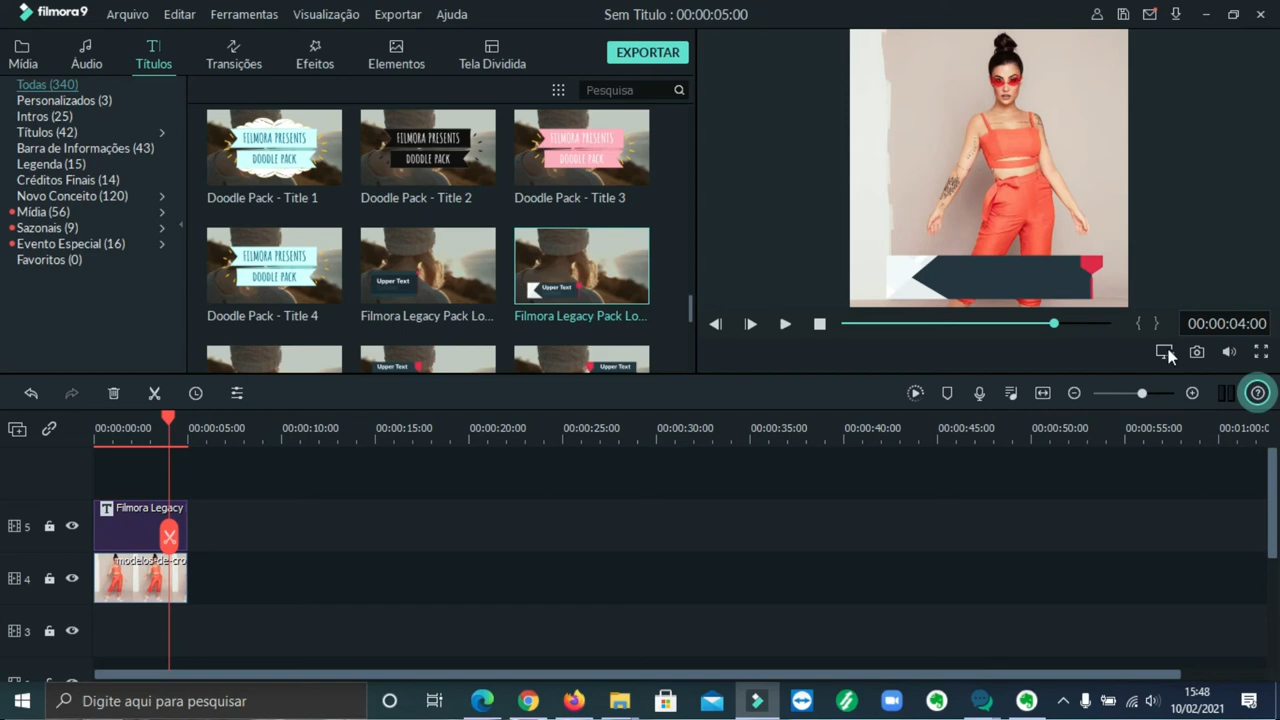 filmora9
Arquivo
Editar
Ferramentas
Visualização
Exportar
Ajuda
Sem Titulo : 00:00:05:00
Mídia
Áudio
Títulos
Transições
Efeitos
Elementos
Tela Dividida
EXPORTAR
Todas (340)
Personalizados (3)
Intros (25)
Títulos (42)
Barra de Informações (43)
Legenda (15)
Créditos Finais (14)
Novo Conceito (120)
Mídia (56)
Sazonais (9)
Evento Especial (16)
Favoritos (0)
Pesquisa
FILMORA PRESENTS
DOODLE PACK
FILMORA PRESENTS
DOODLE PACK
FILMORA PRESENTS
DOODLE PACK
Doodle Pack - Title 1
Doodle Pack - Title 2
Doodle Pack - Title 3
FILMORA PRESENTS
DOODLE PACK
Upper Text
Upper Text
Doodle Pack - Title 4
Filmora Legacy Pack Lo...
Filmora Legacy Pack Lo...
Upper Text
Upper Text
00:00:04:00
00:00:00:00
00:00:05:00
00:00:10:00
00:00:15:00
00:00:20:00
00:00:25:00
00:00:30:00
00:00:35:00
00:00:40:00
00:00:45:00
00:00:50:00
00:00:55:00
00:01:00:0
5
T Filmora Legacy
4
modelos-de-cro
3
Digite aqui para pesquisar
15:48
10/02/2021